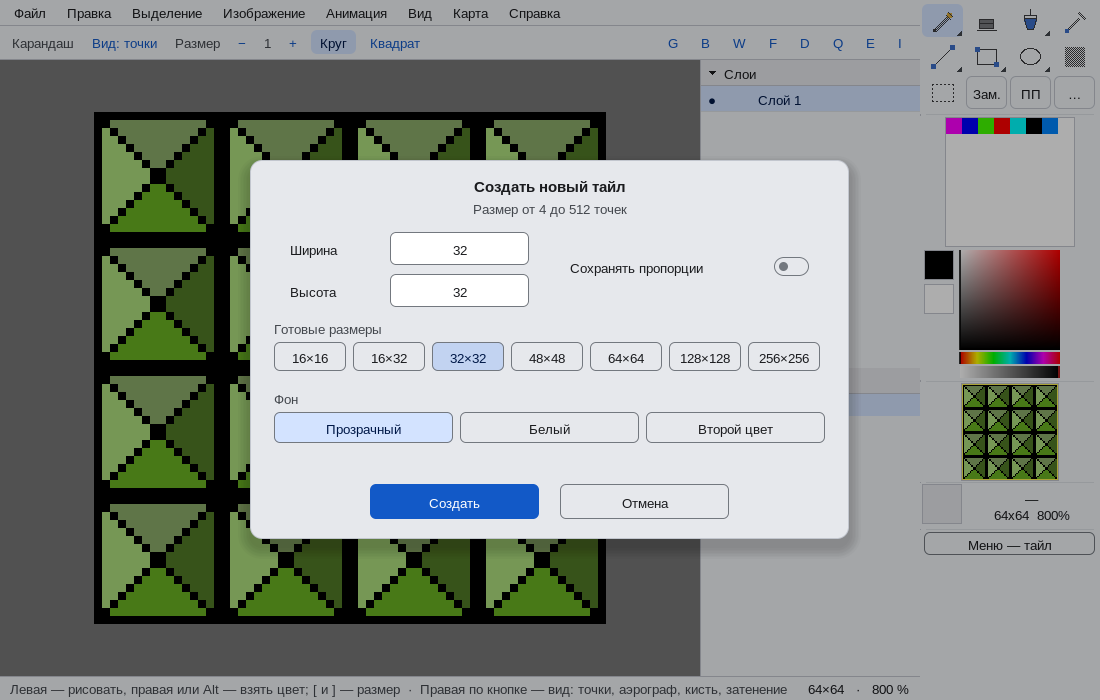 Файл Правка Выделение Изображение Анимация Вид Карта Справка
Карандаш Вид: точки Размер − 1 + Круг Квадрат G B W F D Q E I
Зам. ПП ...
Слои
● Слой 1
Создать новый тайл
Размер от 4 до 512 точек
Ширина 32
Сохранять пропорции
Высота 32
Готовые размеры
16×16 16×32 32×32 48×48 64×64 128×128 256×256
Фон
Прозрачный Белый Второй цвет
Создать Отмена
—
64x64 800%
Меню — тайл
Левая — рисовать, правая или Alt — взять цвет; [ и ] — размер · Правая по кнопке — вид: точки, аэрограф, кисть, затенение 64×64 · 800 %